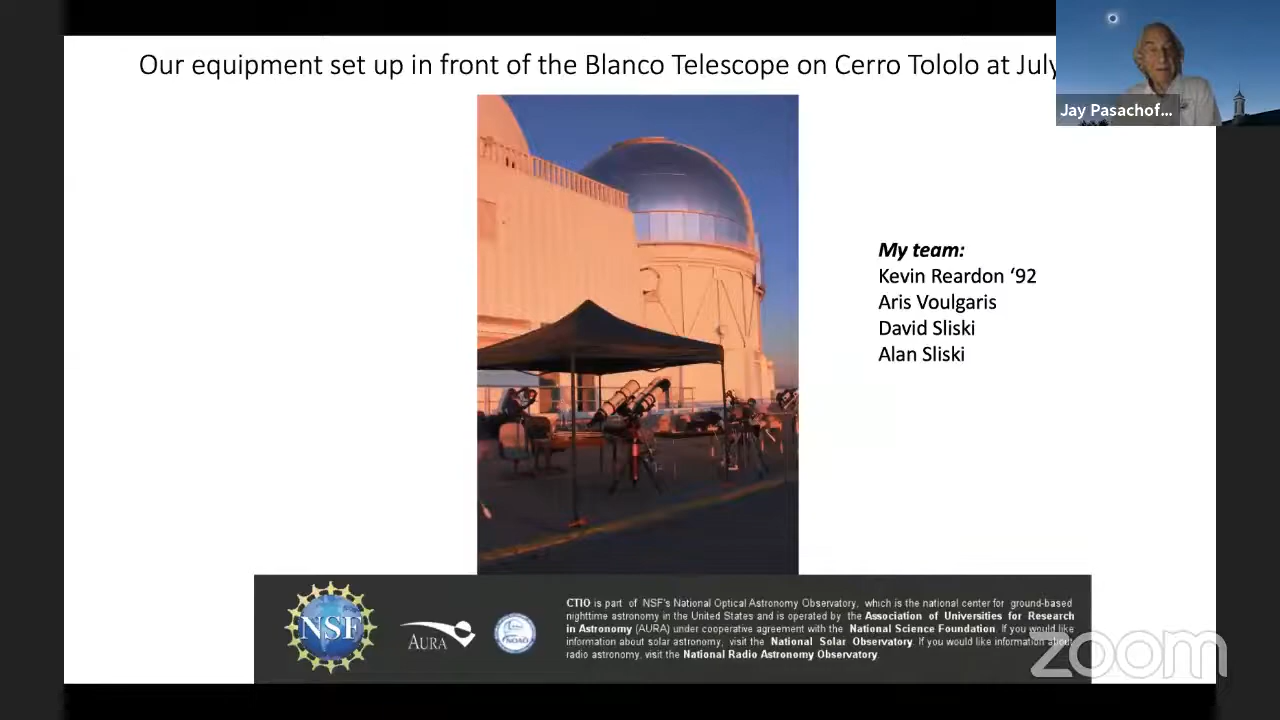 Our equipment set up in front of the Blanco Telescope on Cerro Tololo at July
Jay Pasachof...
My team:
Kevin Reardon ‘92
Aris Voulgaris
David Sliski
Alan Sliski
NSF
AURA
NOAO
CTIO is part of NSF's National Optical Astronomy Observatory, which is the national center for ground-based
nighttime astronomy in the United States and is operated by the Association of Universities for Research
in Astronomy (AURA) under cooperative agreement with the National Science Foundation. If you would like
information about solar astronomy, visit the National Solar Observatory. If you would like information about
radio astronomy, visit the National Radio Astronomy Observatory.
zoom